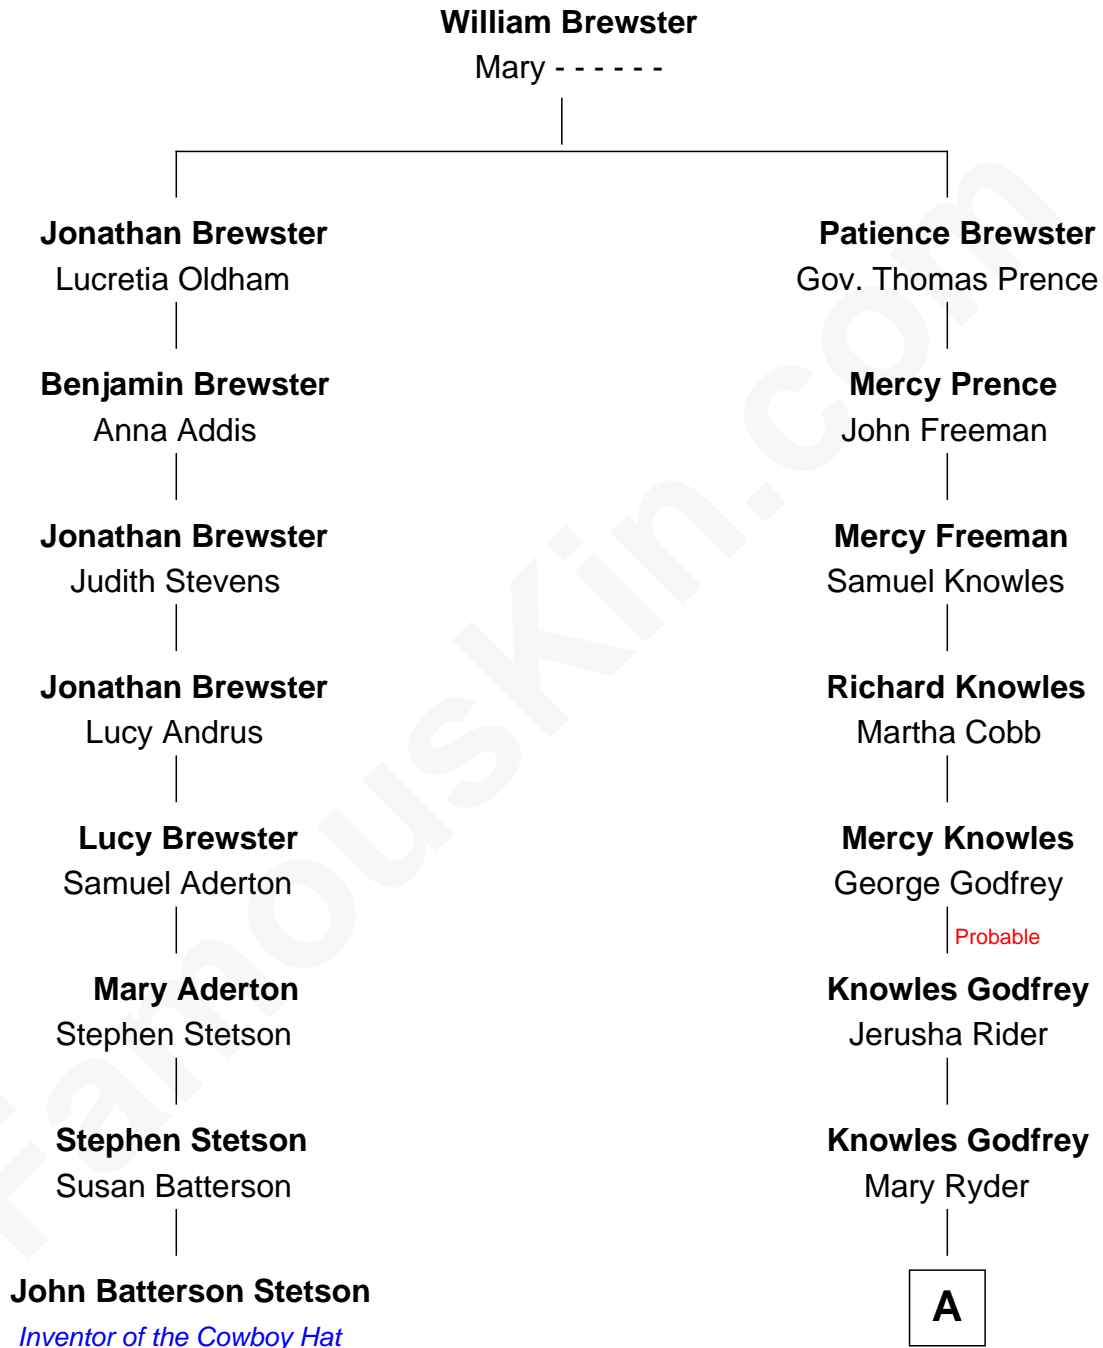 William Brewster
Mary - - - - - -
Jonathan Brewster
Lucretia Oldham
Patience Brewster
Gov. Thomas Prence
Benjamin Brewster
Anna Addis
Mercy Prence
John Freeman
Jonathan Brewster
Judith Stevens
Mercy Freeman
Samuel Knowles
Jonathan Brewster
Lucy Andrus
Richard Knowles
Martha Cobb
Lucy Brewster
Samuel Aderton
Mercy Knowles
George Godfrey
Probable
Mary Aderton
Stephen Stetson
Knowles Godfrey
Jerusha Rider
Stephen Stetson
Susan Batterson
Knowles Godfrey
Mary Ryder
John Batterson Stetson
Inventor of the Cowboy Hat
A
FamousKin.com